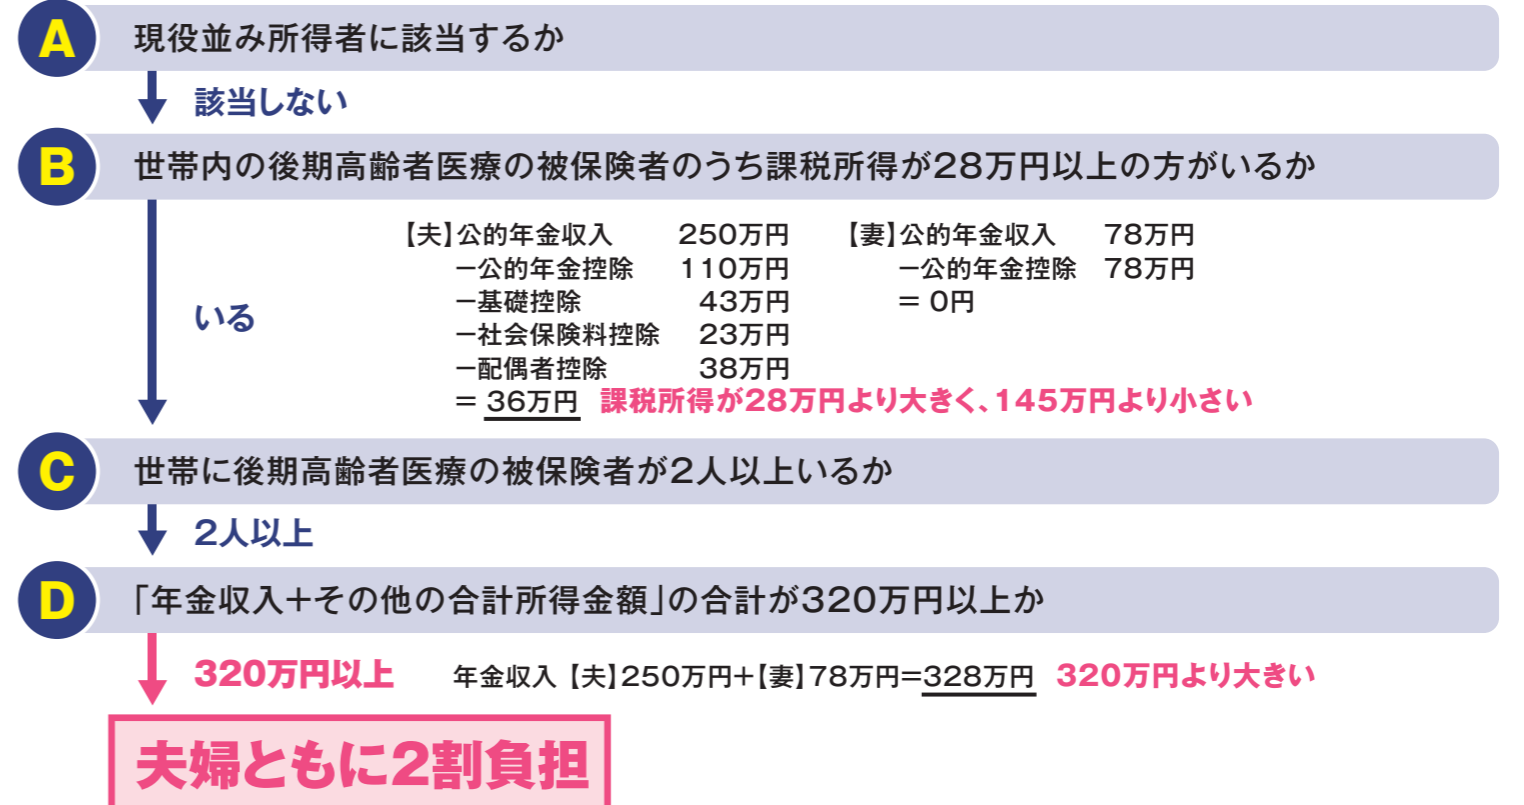 A 現役並み所得者に該当するか
該当しない
B 世帯内の後期高齢者医療の被保険者のうち課税所得が28万円以上の方がいるか
いる
【夫】公的年金収入 250万円
－公的年金控除 110万円
－基礎控除 43万円
－社会保険料控除 23万円
－配偶者控除 38万円
＝ 36万円 課税所得が28万円より大きく、145万円より小さい
【妻】公的年金収入 78万円
－公的年金控除 78万円
＝ 0円
C 世帯に後期高齢者医療の被保険者が2人以上いるか
2人以上
D 「年金収入＋その他の合計所得金額」の合計が320万円以上か
320万円以上 年金収入【夫】250万円＋【妻】78万円＝328万円 320万円より大きい
夫婦ともに2割負担